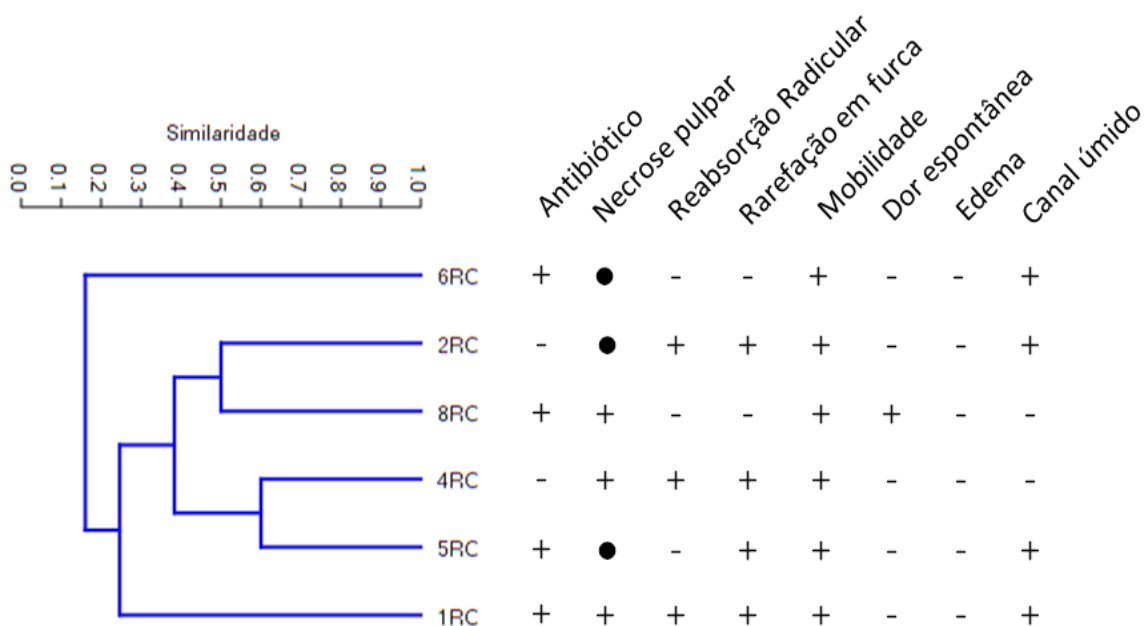 Similaridade
0.0 0.1 0.2 0.3 0.4 0.5 0.6 0.7 0.8 0.9 1.0
Antibiótico
Necrose pulpar
Reabsorção Radicular
Rarefação em furca
Mobilidade
Dor espontânea
Edema
Canal úmido
6RC + ● - - + - - +
2RC - ● + + + - - +
8RC + + - - + + - -
4RC - + + + + - - -
5RC + ● - + + - - +
1RC + + + + + - - +